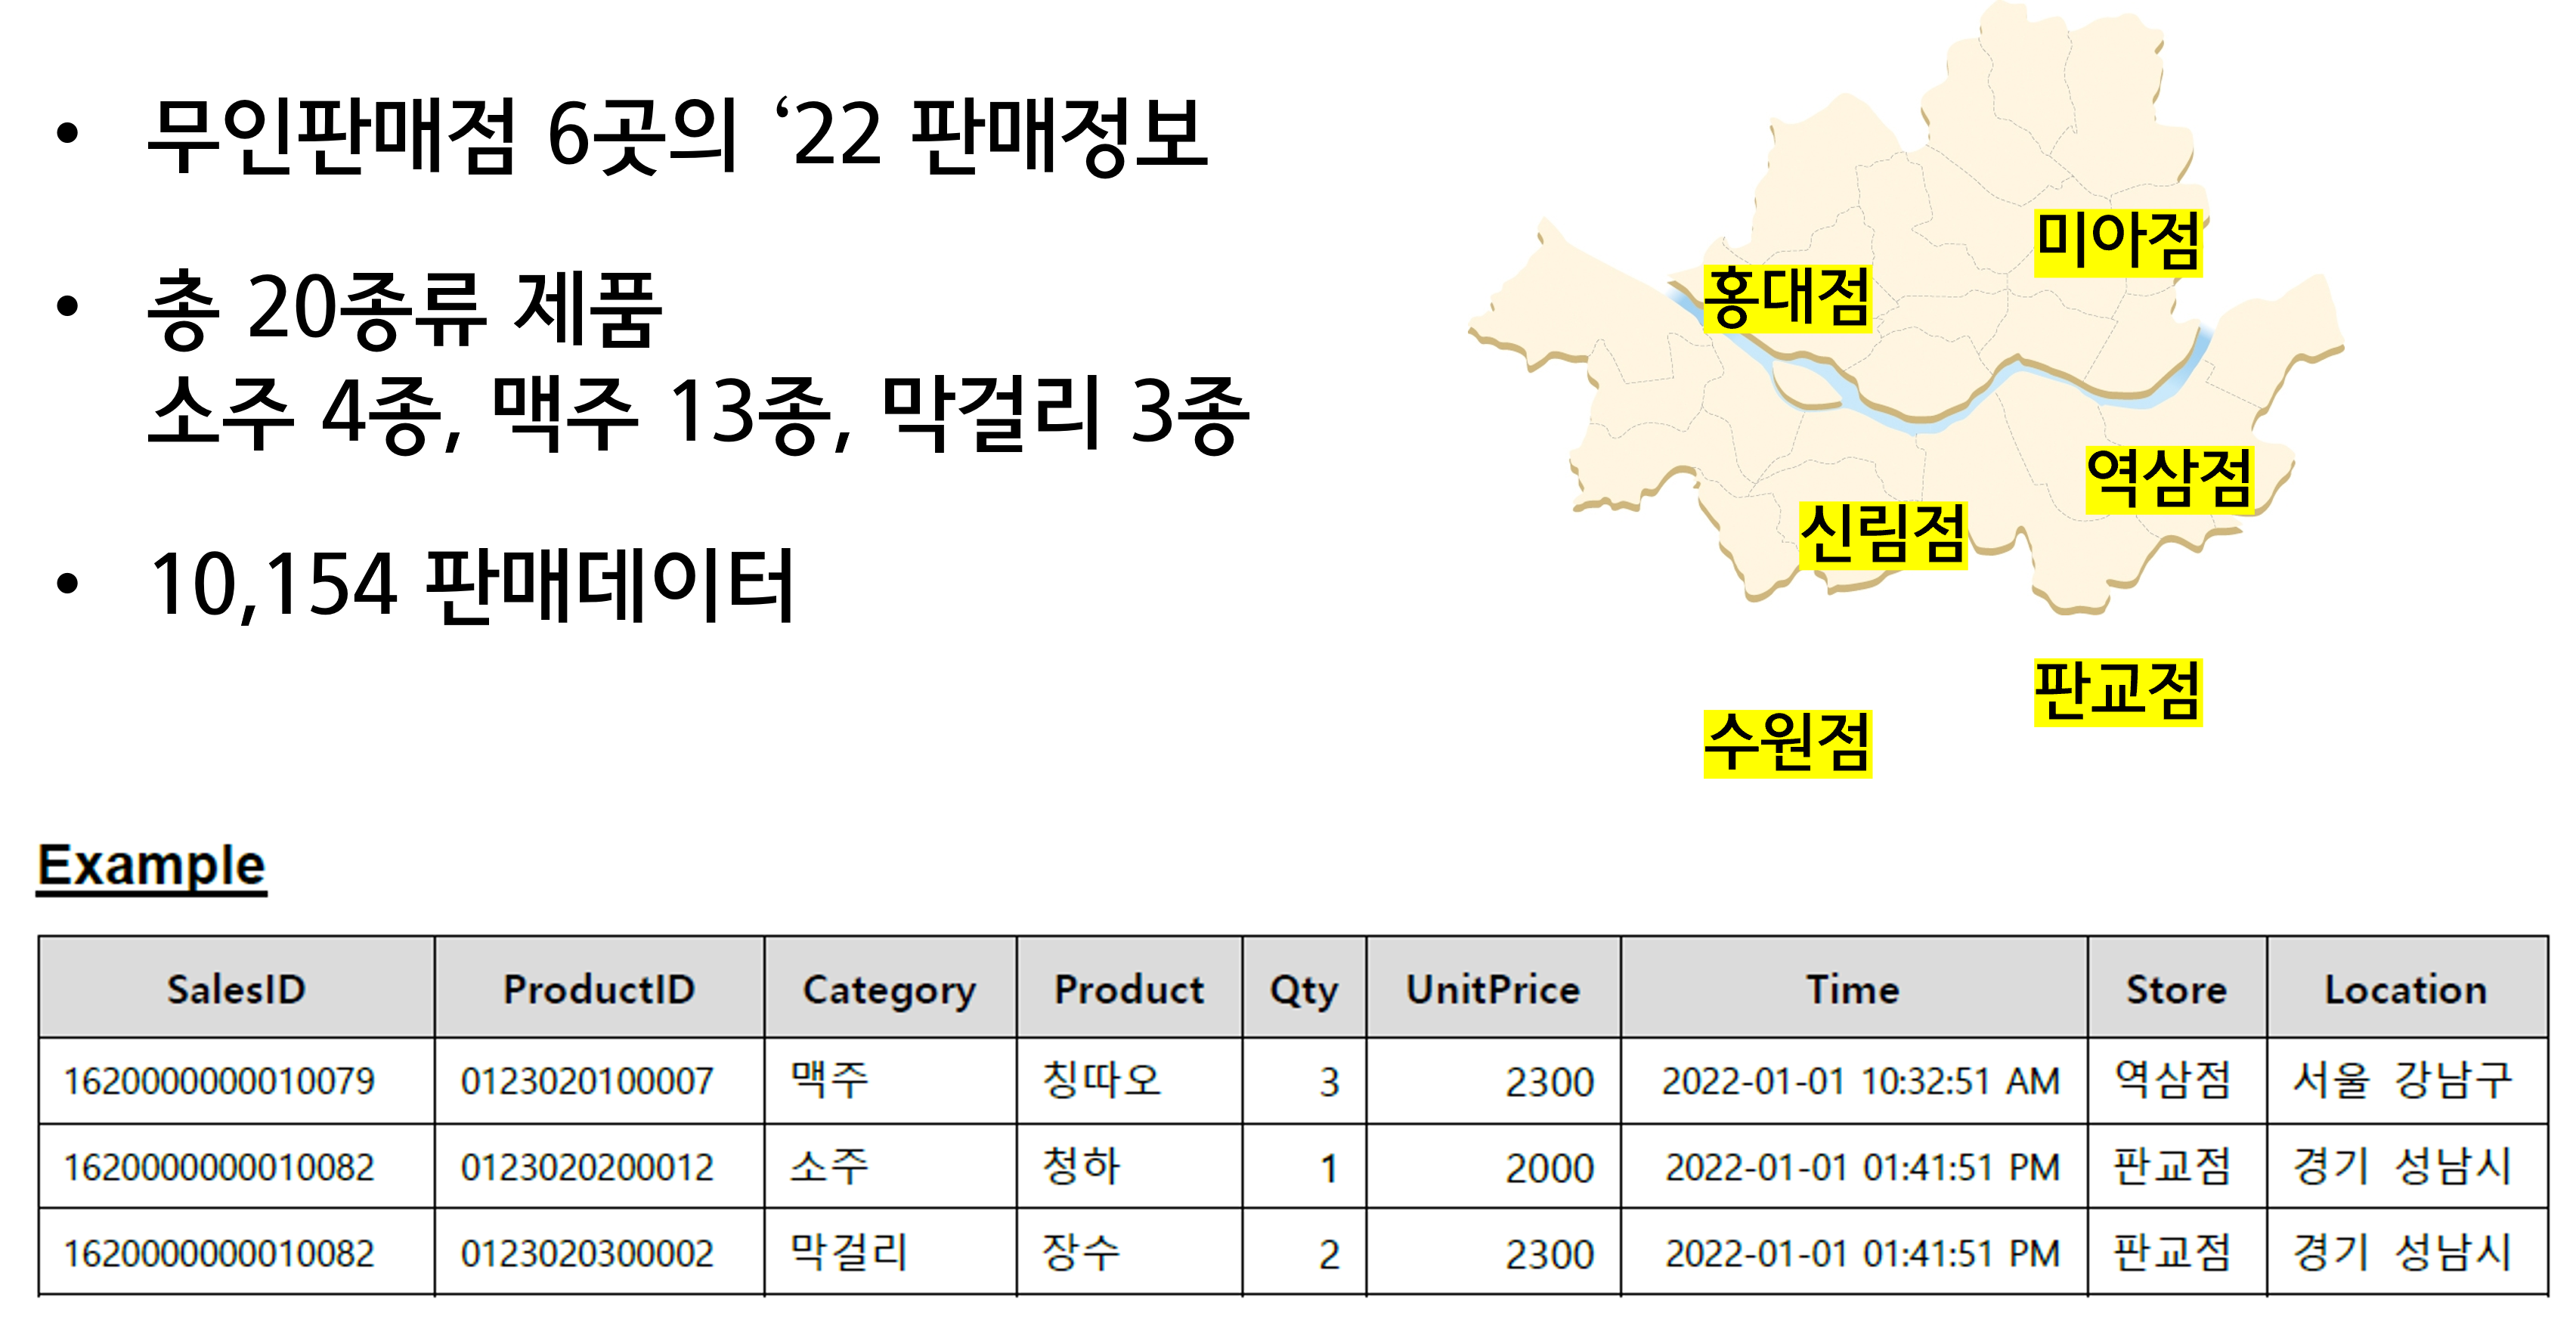 • 무인판매점 6곳의 ‘22 판매정보
• 총 20종류 제품
소주 4종, 맥주 13종, 막걸리 3종
• 10,154 판매데이터
미아점
홍대점
역삼점
신림점
판교점
수원점
Example
SalesID ProductID Category Product Qty UnitPrice Time Store Location
1620000000010079 0123020100007 맥주 칭따오 3 2300 2022-01-01 10:32:51 AM 역삼점 서울 강남구
1620000000010082 0123020200012 소주 청하 1 2000 2022-01-01 01:41:51 PM 판교점 경기 성남시
1620000000010082 0123020300002 막걸리 장수 2 2300 2022-01-01 01:41:51 PM 판교점 경기 성남시